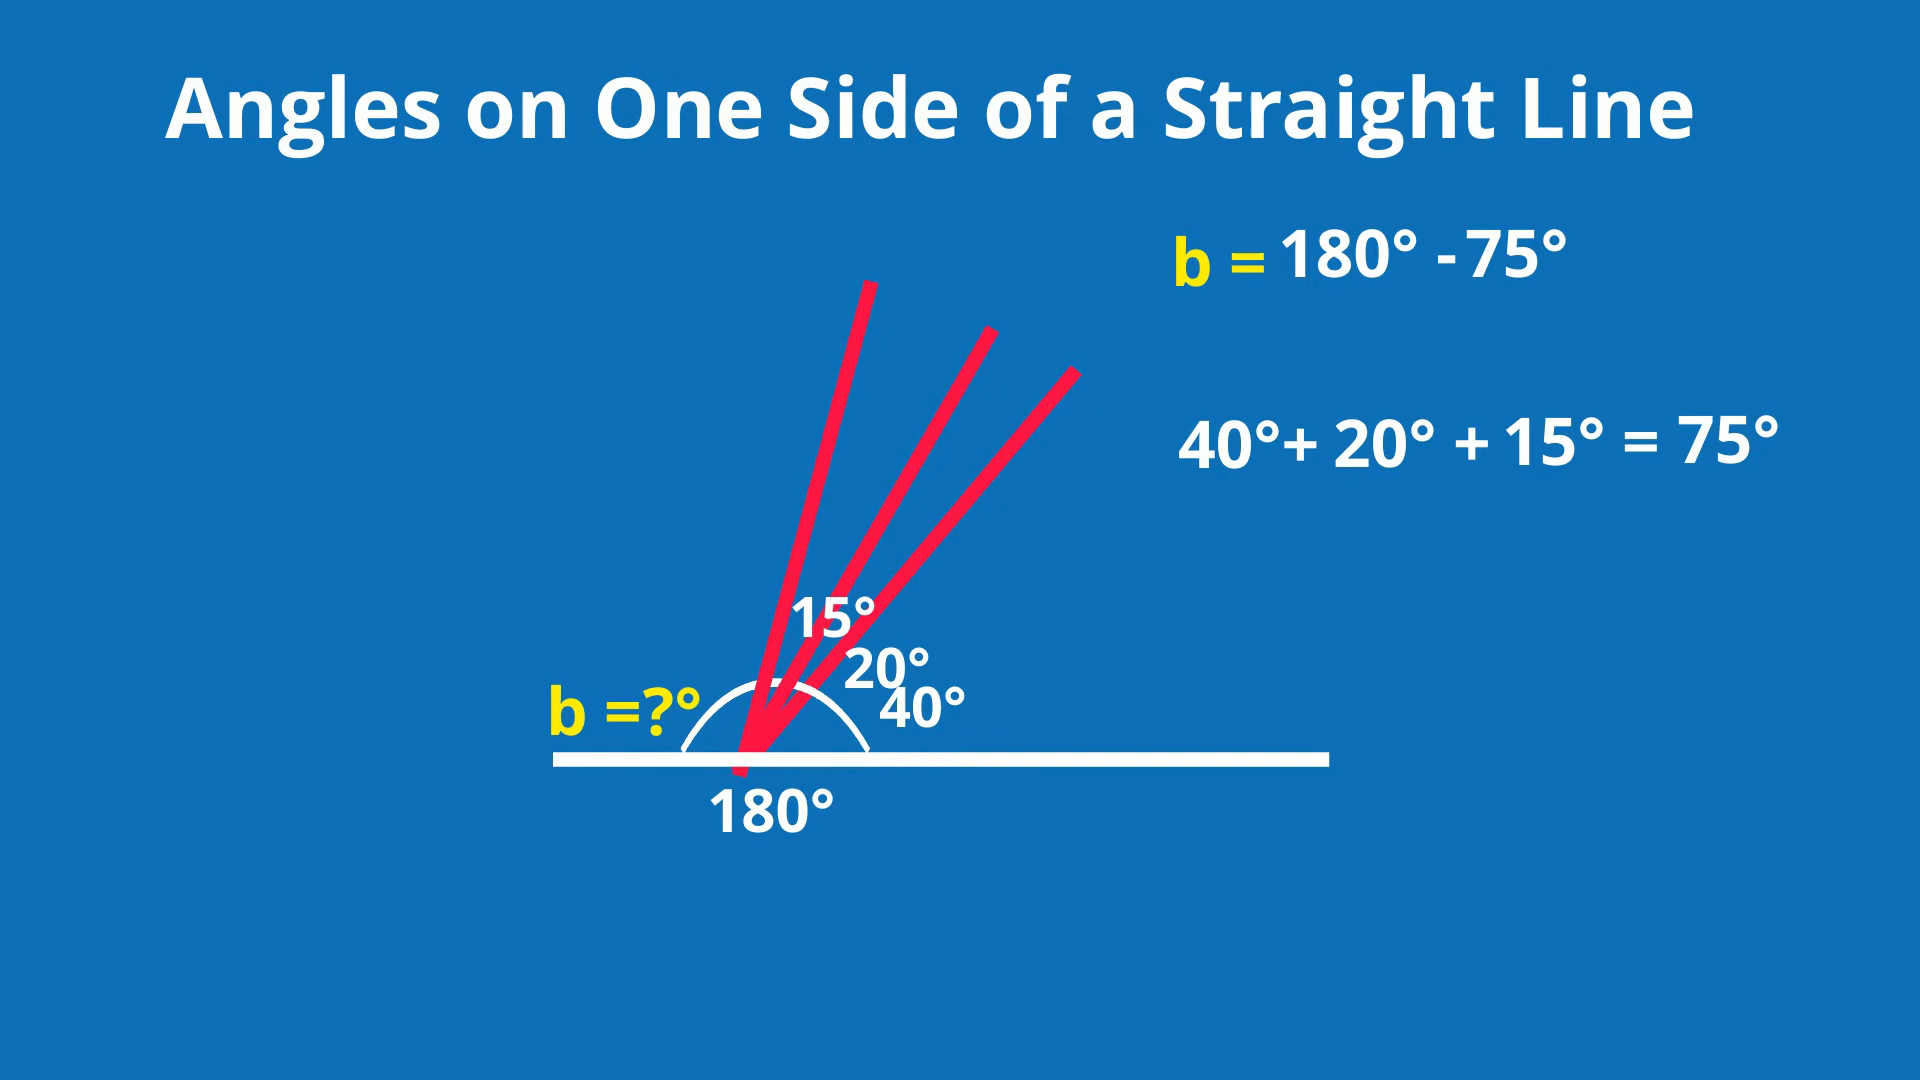 Angles on One Side of a Straight Line
b = 180° - 75°
40°+ 20° + 15° = 75°
15°
20°
40°
b =?°
180°